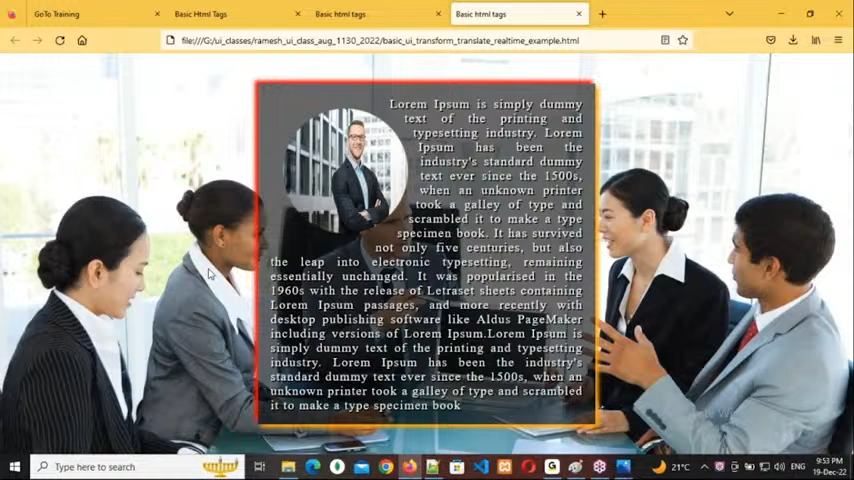 GoTo Training
Basic Html Tags
Basic html tags
Basic html tags
file:///G:/ui_classes/ramesh_ui_class_aug_1130_2022/basic_ui_transform_translate_realtime_example.html
Lorem Ipsum is simply dummy
text of the printing and
typesetting industry. Lorem
Ipsum has been the
industry's standard dummy
text ever since the 1500s,
when an unknown printer
took a galley of type and
scrambled it to make a type
specimen book. It has survived
not only five centuries, but also
the leap into electronic typesetting, remaining
essentially unchanged. It was popularised in the
1960s with the release of Letraset sheets containing
Lorem Ipsum passages, and more recently with
desktop publishing software like Aldus PageMaker
including versions of Lorem Ipsum.Lorem Ipsum is
simply dummy text of the printing and typesetting
industry. Lorem Ipsum has been the industry's
standard dummy text ever since the 1500s, when an
unknown printer took a galley of type and scrambled
it to make a type specimen book
Type here to search
21°C
ENG
9:53 PM
19-Dec-22